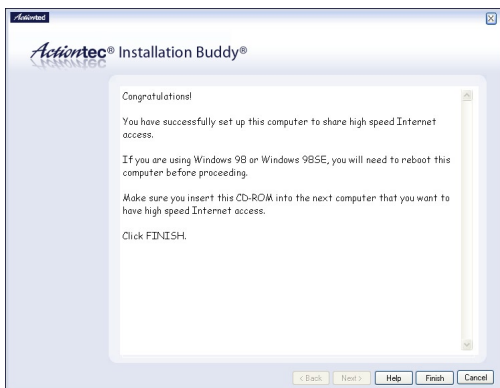 Actiontec
Actiontec® Installation Buddy®
Congratulations!
You have successfully set up this computer to share high speed Internet
access.
If you are using Windows 98 or Windows 98SE, you will need to reboot this
computer before proceeding.
Make sure you insert this CD-ROM into the next computer that you want to
have high speed Internet access.
Click FINISH.
< Back Next > Help Finish Cancel